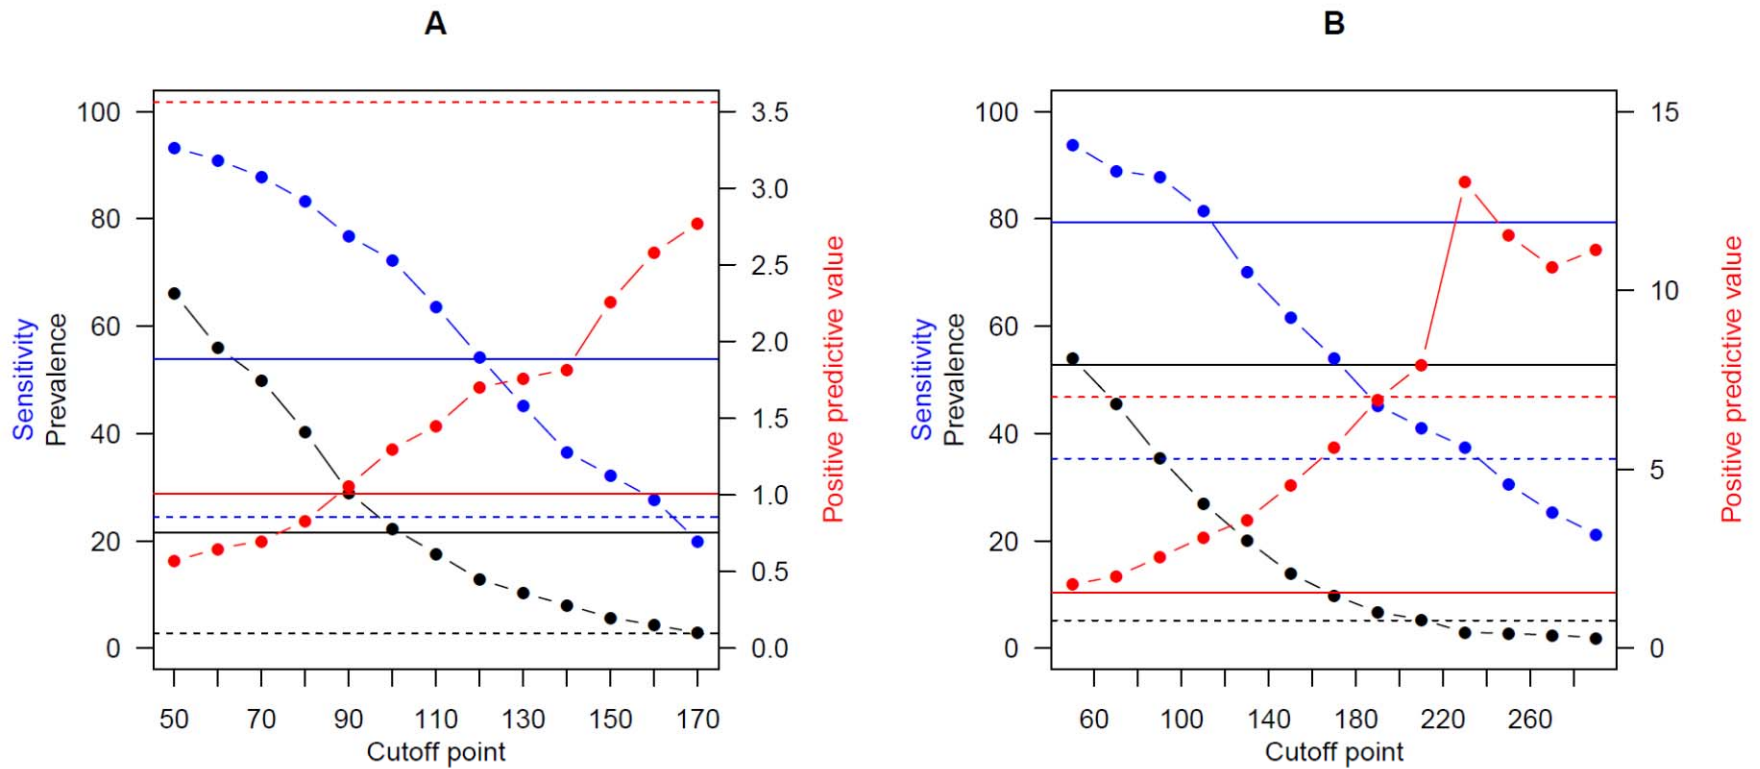 A
100
80
60
40
20
0
3.5
3.0
2.5
2.0
1.5
1.0
0.5
0.0
Sensitivity
Prevalence
Positive predictive value
50 70 90 110 130 150 170
Cutoff point
B
100
80
60
40
20
0
15
10
5
0
Sensitivity
Prevalence
Positive predictive value
60 100 140 180 220 260
Cutoff point